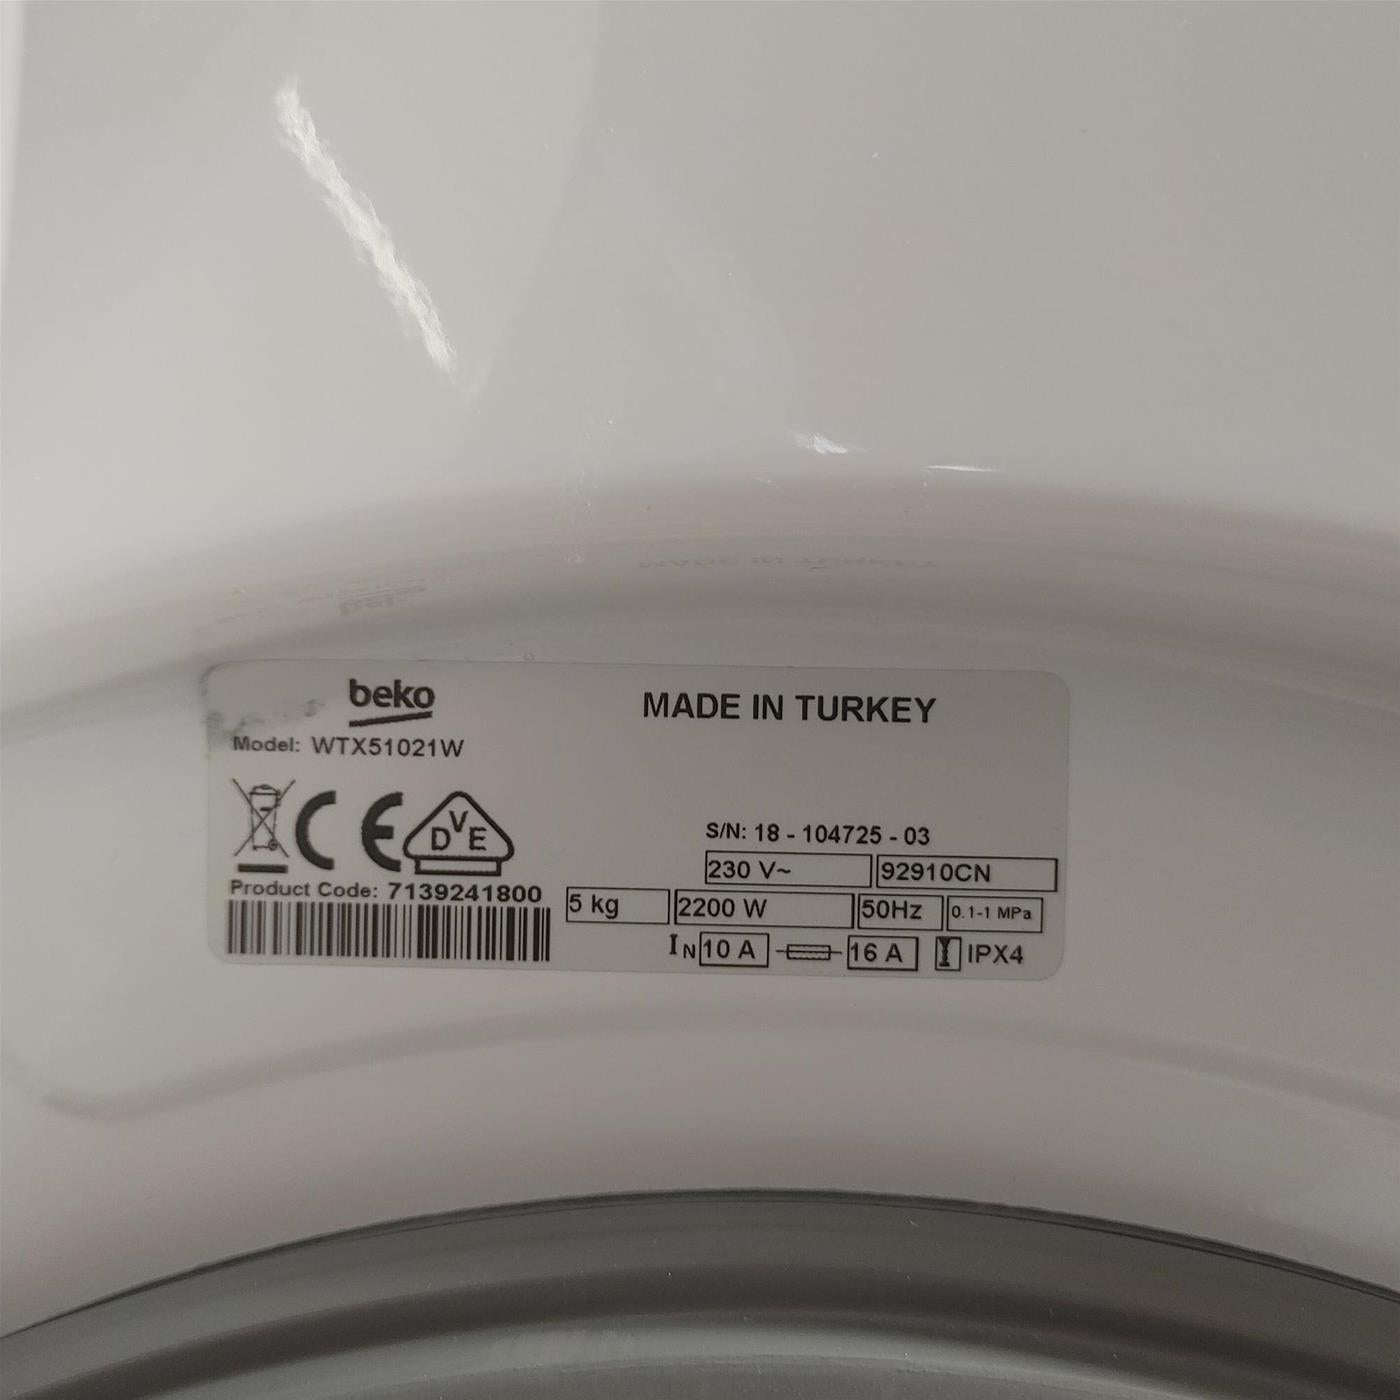 beko
MADE IN TURKEY
Model: WTX51021W
DVE
S/N: 18 - 104725 - 03
230 V~ 92910CN
Product Code: 7139241800
5 kg 2200 W 50Hz 0.1-1 MPa
IN 10 A 16 A IPX4